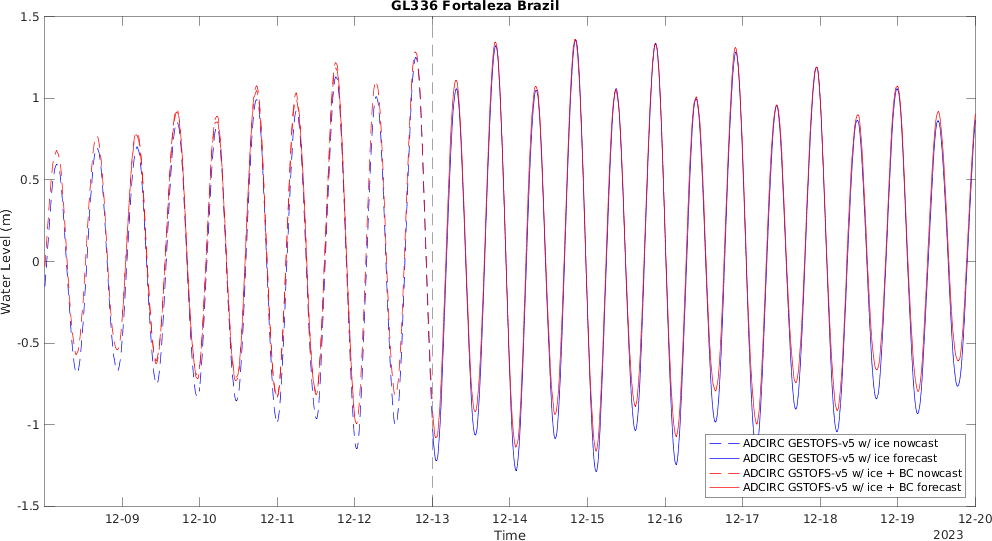 GL336 Fortaleza Brazil
1.5
1
0.5
0
-0.5
-1
-1.5
Water Level (m)
12-09 12-10 12-11 12-12 12-13 12-14 12-15 12-16 12-17 12-18 12-19 12-20
Time
2023
ADCIRC GESTOFS-v5 w/ ice nowcast
ADCIRC GESTOFS-v5 w/ ice forecast
ADCIRC GSTOFS-v5 w/ ice + BC nowcast
ADCIRC GSTOFS-v5 w/ ice + BC forecast